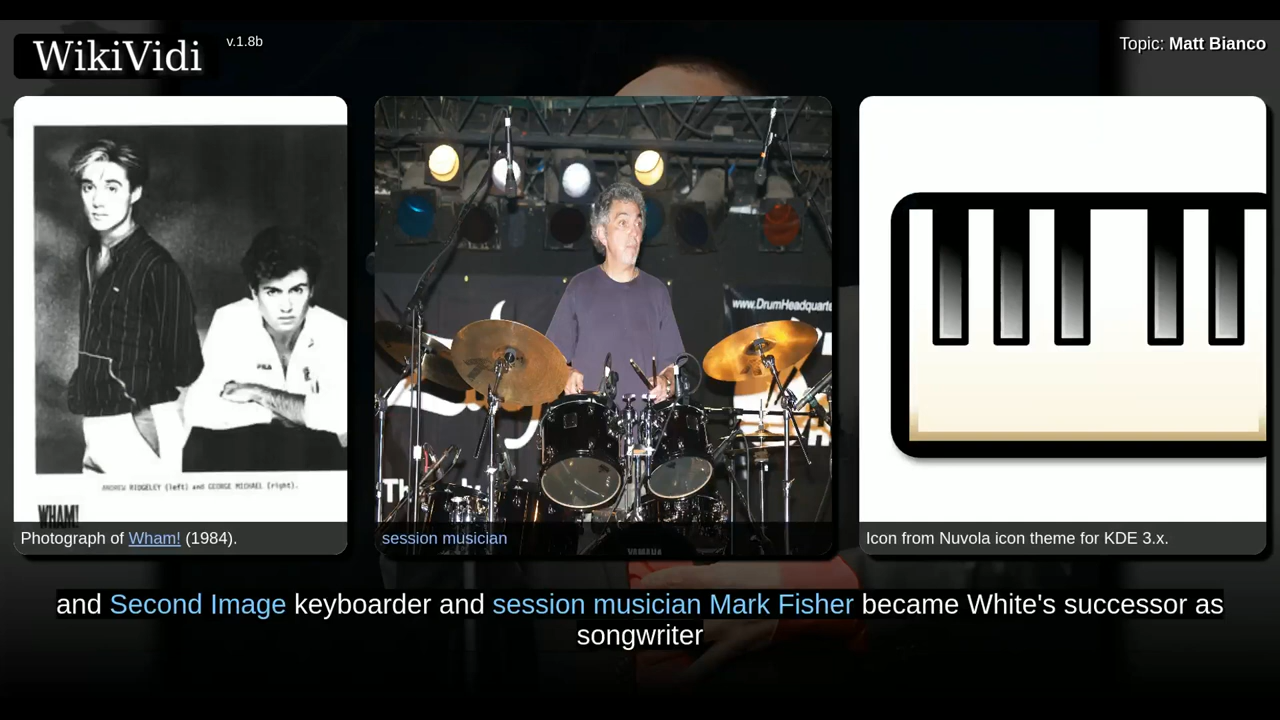 WikiVidi
v.1.8b
Topic: Matt Bianco
www.DrumHeadquarte
ANDREW RIDGELEY (left) and GEORGE MICHAEL (right).
WHAM!
FILA
YAMAHA
Photograph of Wham! (1984).
session musician
Icon from Nuvola icon theme for KDE 3.x.
and Second Image keyboarder and session musician Mark Fisher became White's successor as
songwriter